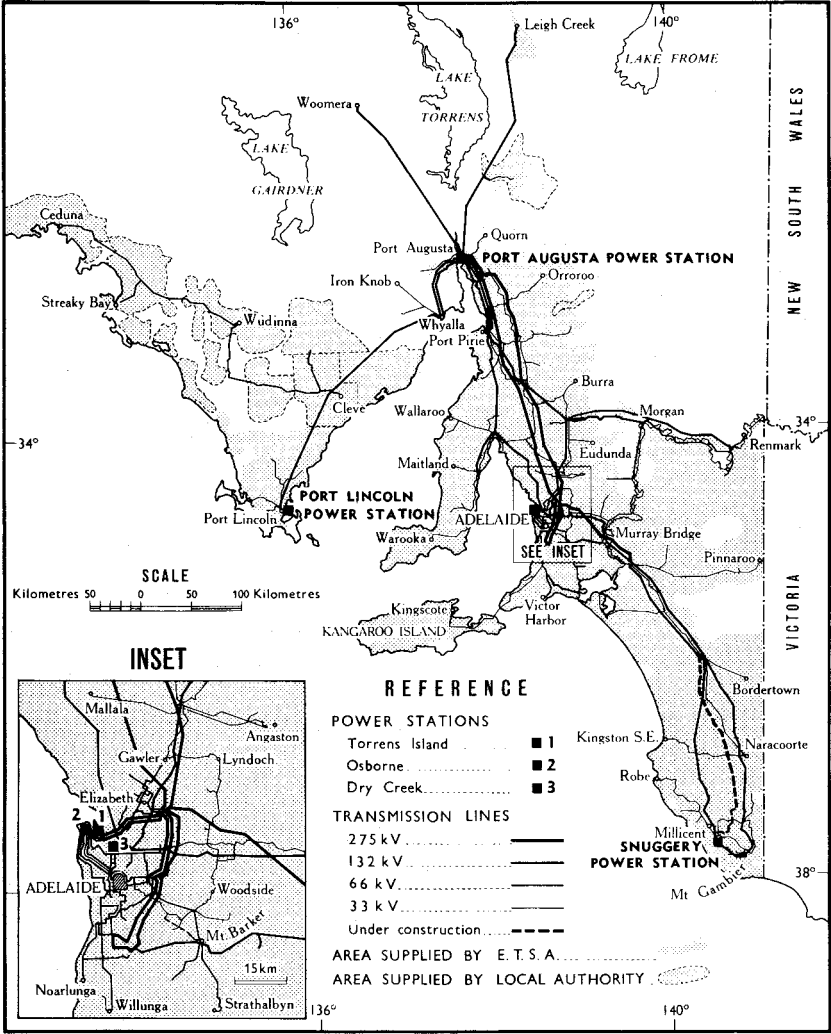 136°
140°
Leigh Creek
LAKE FROME
LAKE
TORRENS
Woomera
LAKE
GAIRDNER
NEW SOUTH WALES
Ceduna
Quorn
Port Augusta
PORT AUGUSTA POWER STATION
Iron Knob
Orroroo
Streaky Bay
Wudinna
Whyalla
Port Pirie
Burra
Cleve
Wallaroo
Morgan
34°
34°
Renmark
Eudunda
Maitland
PORT LINCOLN
POWER STATION
Port Lincoln
ADELAIDE
Warooka
Murray Bridge
SEE INSET
Pinnaroo
SCALE
Kilometres 50 0 50 100 Kilometres
Kingscote
KANGAROO ISLAND
Victor
Harbor
VICTORIA
INSET
Bordertown
Kingston S.E.
Naracoorte
Robe
Millicent
SNUGGERY
POWER STATION
Mt Gambier
38°
Mallala
Angaston
Gawler
Lyndoch
Elizabeth
2 1
3
ADELAIDE
Woodside
Mt. Barker
15km
Noarlunga
Willunga
Strathalbyn
REFERENCE
POWER STATIONS
Torrens Island ■ 1
Osborne ■ 2
Dry Creek ■ 3
TRANSMISSION LINES
275 kV
132 kV
66 kV
33 kV
Under construction
AREA SUPPLIED BY E.T.S.A.
AREA SUPPLIED BY LOCAL AUTHORITY
136°
140°